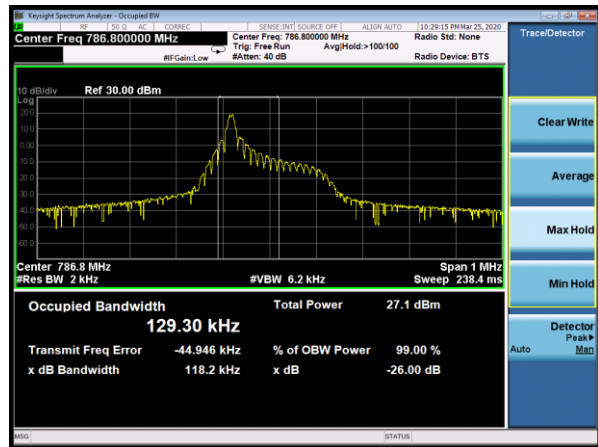 Keysight Spectrum Analyzer - Occupied BW
RF 50 Ω AC CORREC SENSE:INT SOURCE OFF ALIGN AUTO 10:29:15 PM Mar 25, 2020
Center Freq 786.800000 MHz
Center Freq: 786.800000 MHz
Radio Std: None
Trig: Free Run Avg|Hold:>100/100
#IFGain:Low
#Atten: 40 dB
Radio Device: BTS
Trace/Detector
10 dB/div Ref 30.00 dBm
Log
20.0
10.0
0.00
-10.0
-20.0
-30.0
-40.0
-50.0
-60.0
Center 786.8 MHz
Span 1 MHz
#Res BW 2 kHz
#VBW 6.2 kHz
Sweep 238.4 ms
Occupied Bandwidth
129.30 kHz
Total Power 27.1 dBm
Transmit Freq Error -44.946 kHz
% of OBW Power 99.00 %
x dB Bandwidth 118.2 kHz
x dB -26.00 dB
Clear Write
Average
Max Hold
Min Hold
Detector
Peak▶
Auto Man
MSG
STATUS